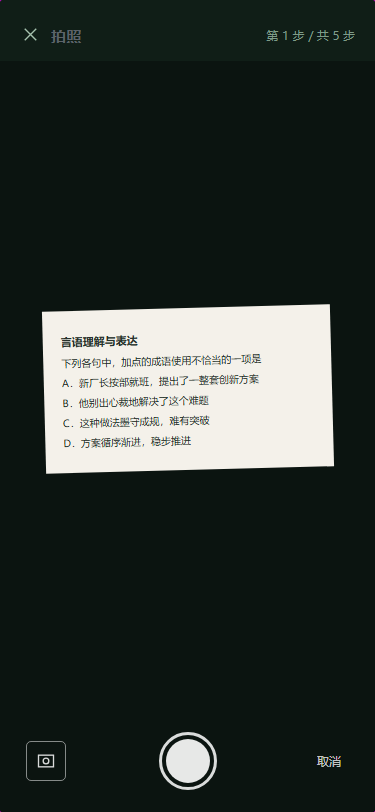 拍照
第 1 步 / 共 5 步
言语理解与表达
下列各句中，加点的成语使用不恰当的一项是
A．新厂长按部就班，提出了一整套创新方案
B．他别出心裁地解决了这个难题
C．这种做法墨守成规，难有突破
D．方案循序渐进，稳步推进
取消